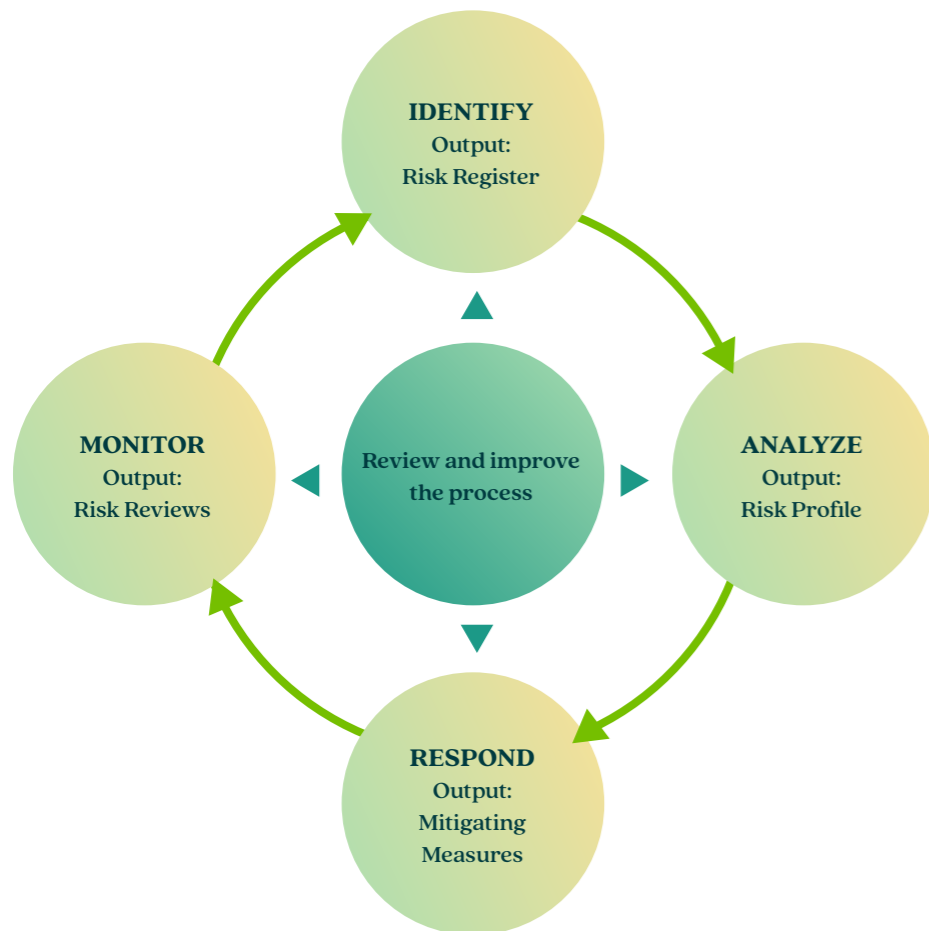 IDENTIFY
Output:
Risk Register
MONITOR
Output:
Risk Reviews
Review and improve
the process
ANALYZE
Output:
Risk Profile
RESPOND
Output:
Mitigating
Measures